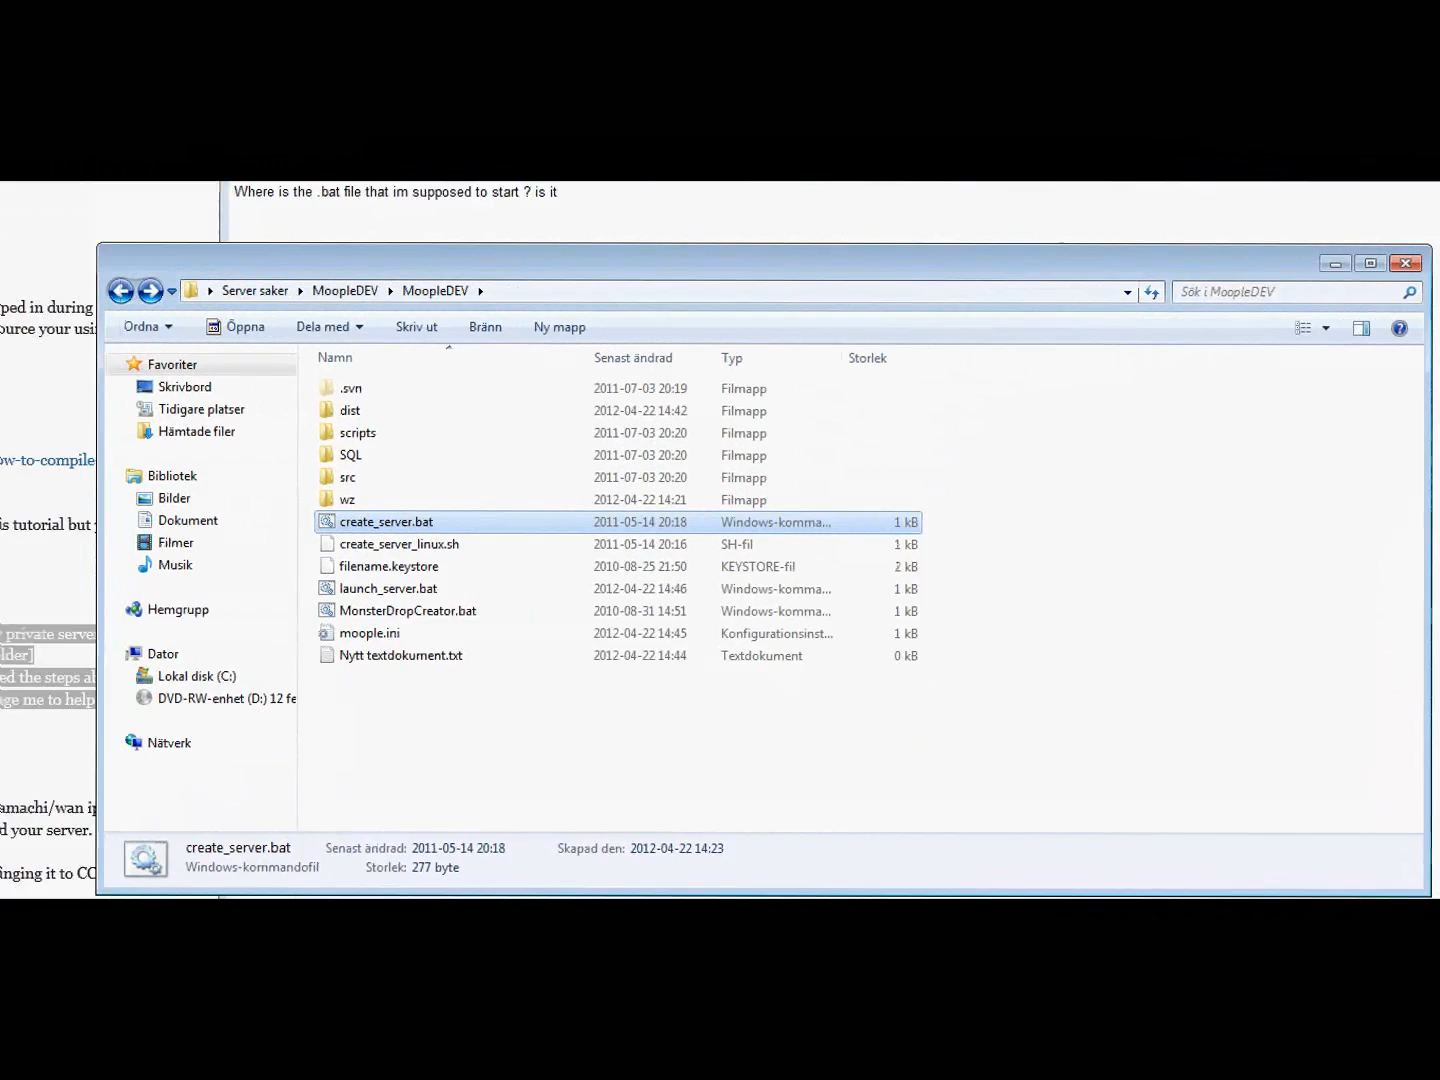 Where is the .bat file that im supposed to start ? is it
ped in during
ource your usin
ow-to-compile
is tutorial but
private serve
lder]
ed the steps a
ge me to help
amachi/wan ip
d your server.
inging it to CO
Server saker MoopleDEV MoopleDEV
Sök i MoopleDEV
Ordna Öppna Dela med Skriv ut Bränn Ny mapp
Favoriter
Skrivbord
Tidigare platser
Hämtade filer
Bibliotek
Bilder
Dokument
Filmer
Musik
Hemgrupp
Dator
Lokal disk (C:)
DVD-RW-enhet (D:) 12 fe
Nätverk
Namn Senast ändrad Typ Storlek
.svn 2011-07-03 20:19 Filmapp
dist 2012-04-22 14:42 Filmapp
scripts 2011-07-03 20:20 Filmapp
SQL 2011-07-03 20:20 Filmapp
src 2011-07-03 20:20 Filmapp
wz 2012-04-22 14:21 Filmapp
create_server.bat 2011-05-14 20:18 Windows-komma... 1 kB
create_server_linux.sh 2011-05-14 20:16 SH-fil 1 kB
filename.keystore 2010-08-25 21:50 KEYSTORE-fil 2 kB
launch_server.bat 2012-04-22 14:46 Windows-komma... 1 kB
MonsterDropCreator.bat 2010-08-31 14:51 Windows-komma... 1 kB
moople.ini 2012-04-22 14:45 Konfigurationsinst... 1 kB
Nytt textdokument.txt 2012-04-22 14:44 Textdokument 0 kB
create_server.bat Senast ändrad: 2011-05-14 20:18 Skapad den: 2012-04-22 14:23
Windows-kommandofil Storlek: 277 byte